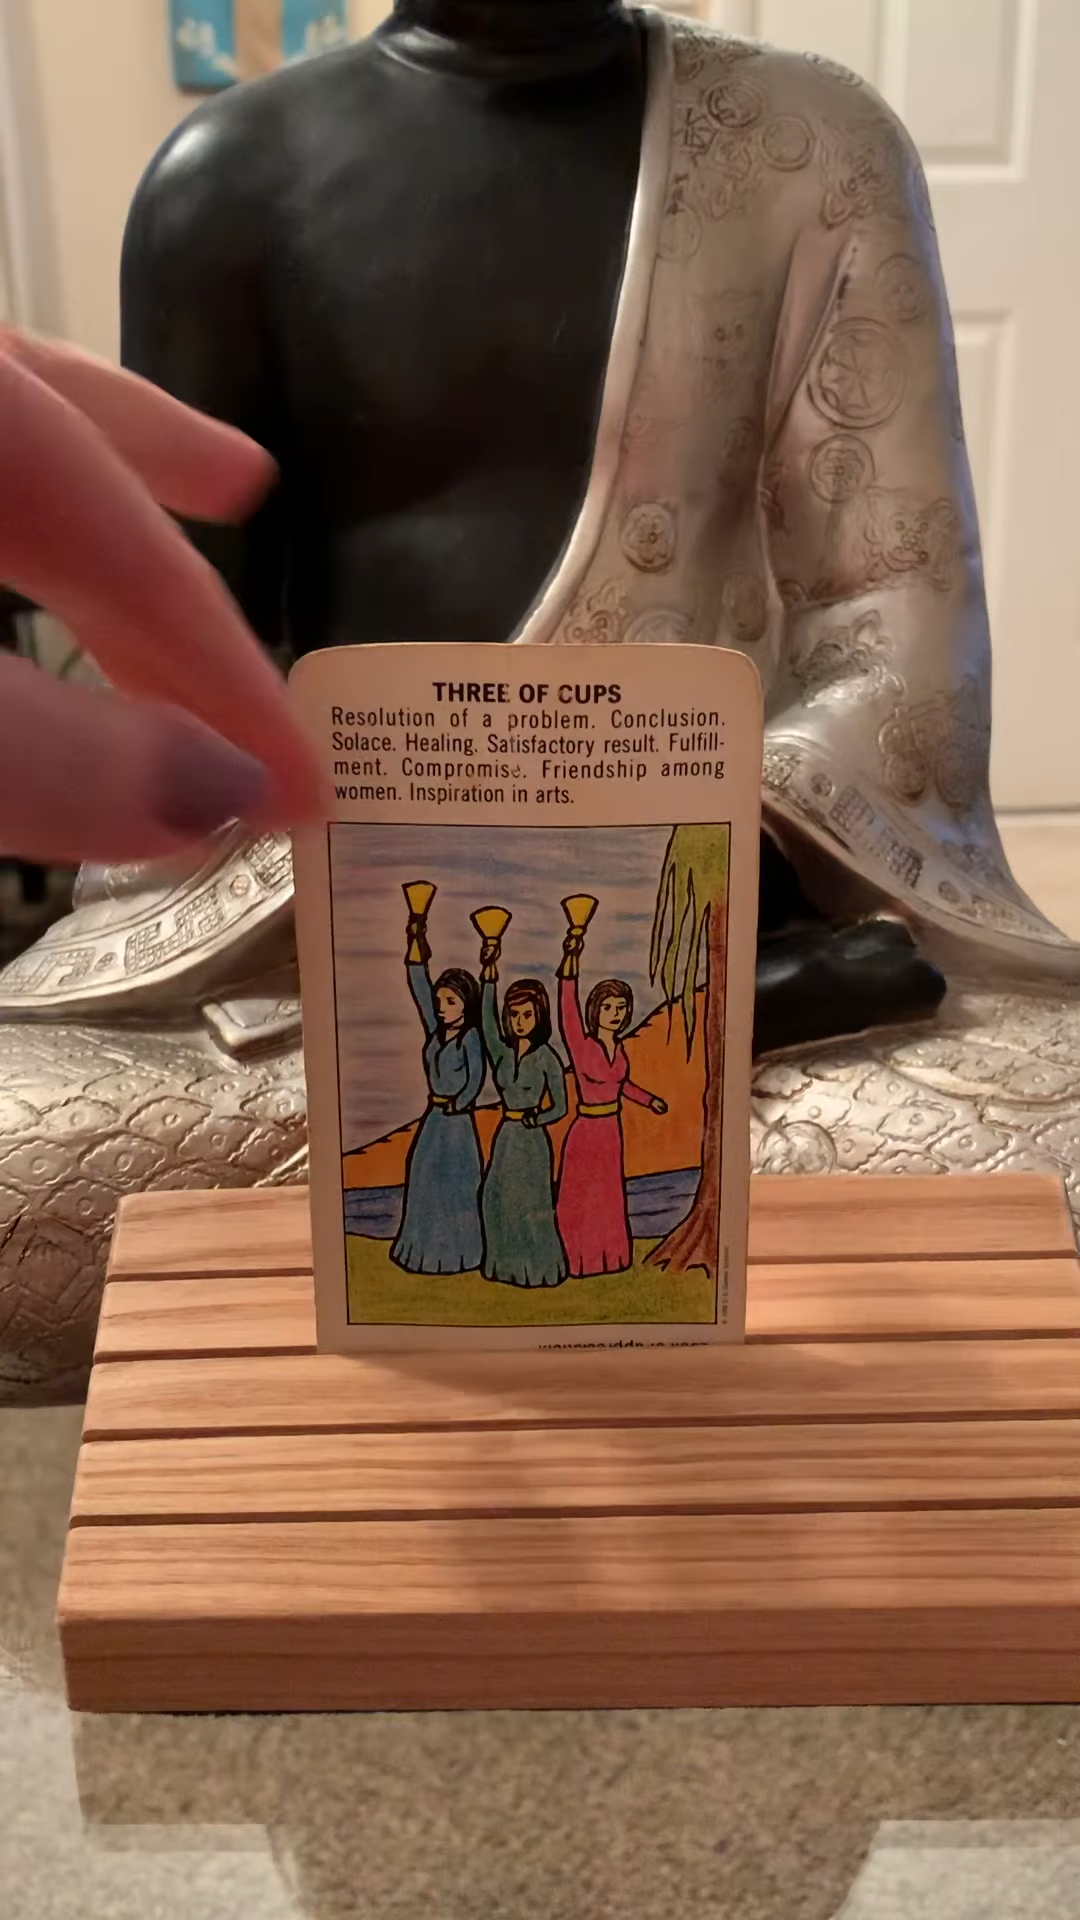 THREE OF CUPS
Resolution of a problem. Conclusion.
Solace. Healing. Satisfactory result. Fulfill-
ment. Compromise. Friendship among
women. Inspiration in arts.